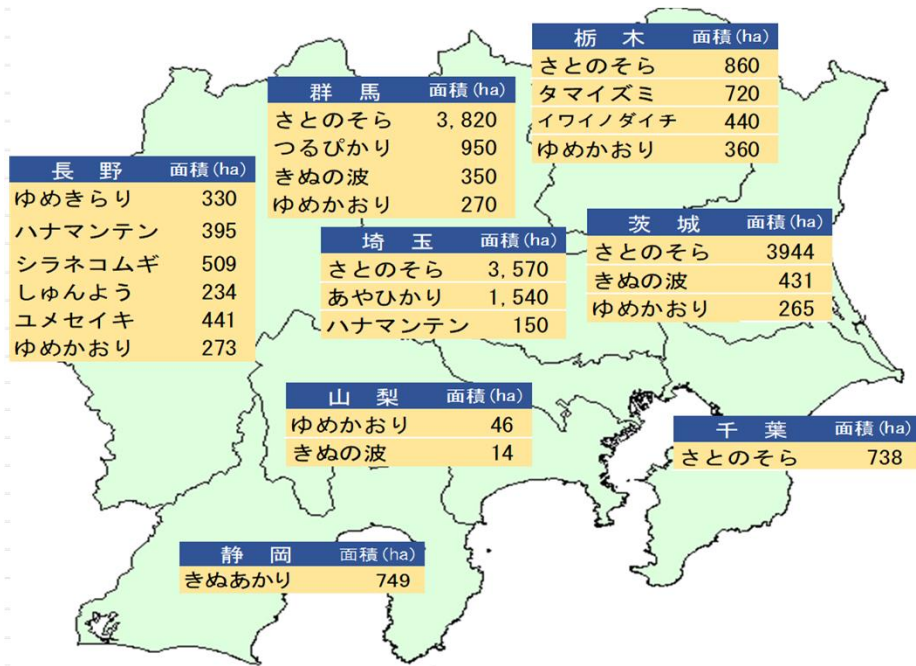 栃　木 面積(ha)
さとのそら 860
タマイズミ 720
イワイノダイチ 440
ゆめかおり 360
群　馬 面積(ha)
さとのそら 3,820
つるぴかり 950
きぬの波 350
ゆめかおり 270
長　野 面積(ha)
ゆめきらり 330
ハナマンテン 395
シラネコムギ 509
しゅんよう 234
ユメセイキ 441
ゆめかおり 273
埼　玉 面積(ha)
さとのそら 3,570
あやひかり 1,540
ハナマンテン 150
茨　城 面積(ha)
さとのそら 3944
きぬの波 431
ゆめかおり 265
山　梨 面積(ha)
ゆめかおり 46
きぬの波 14
千　葉 面積(ha)
さとのそら 738
静　岡 面積(ha)
きぬあかり 749